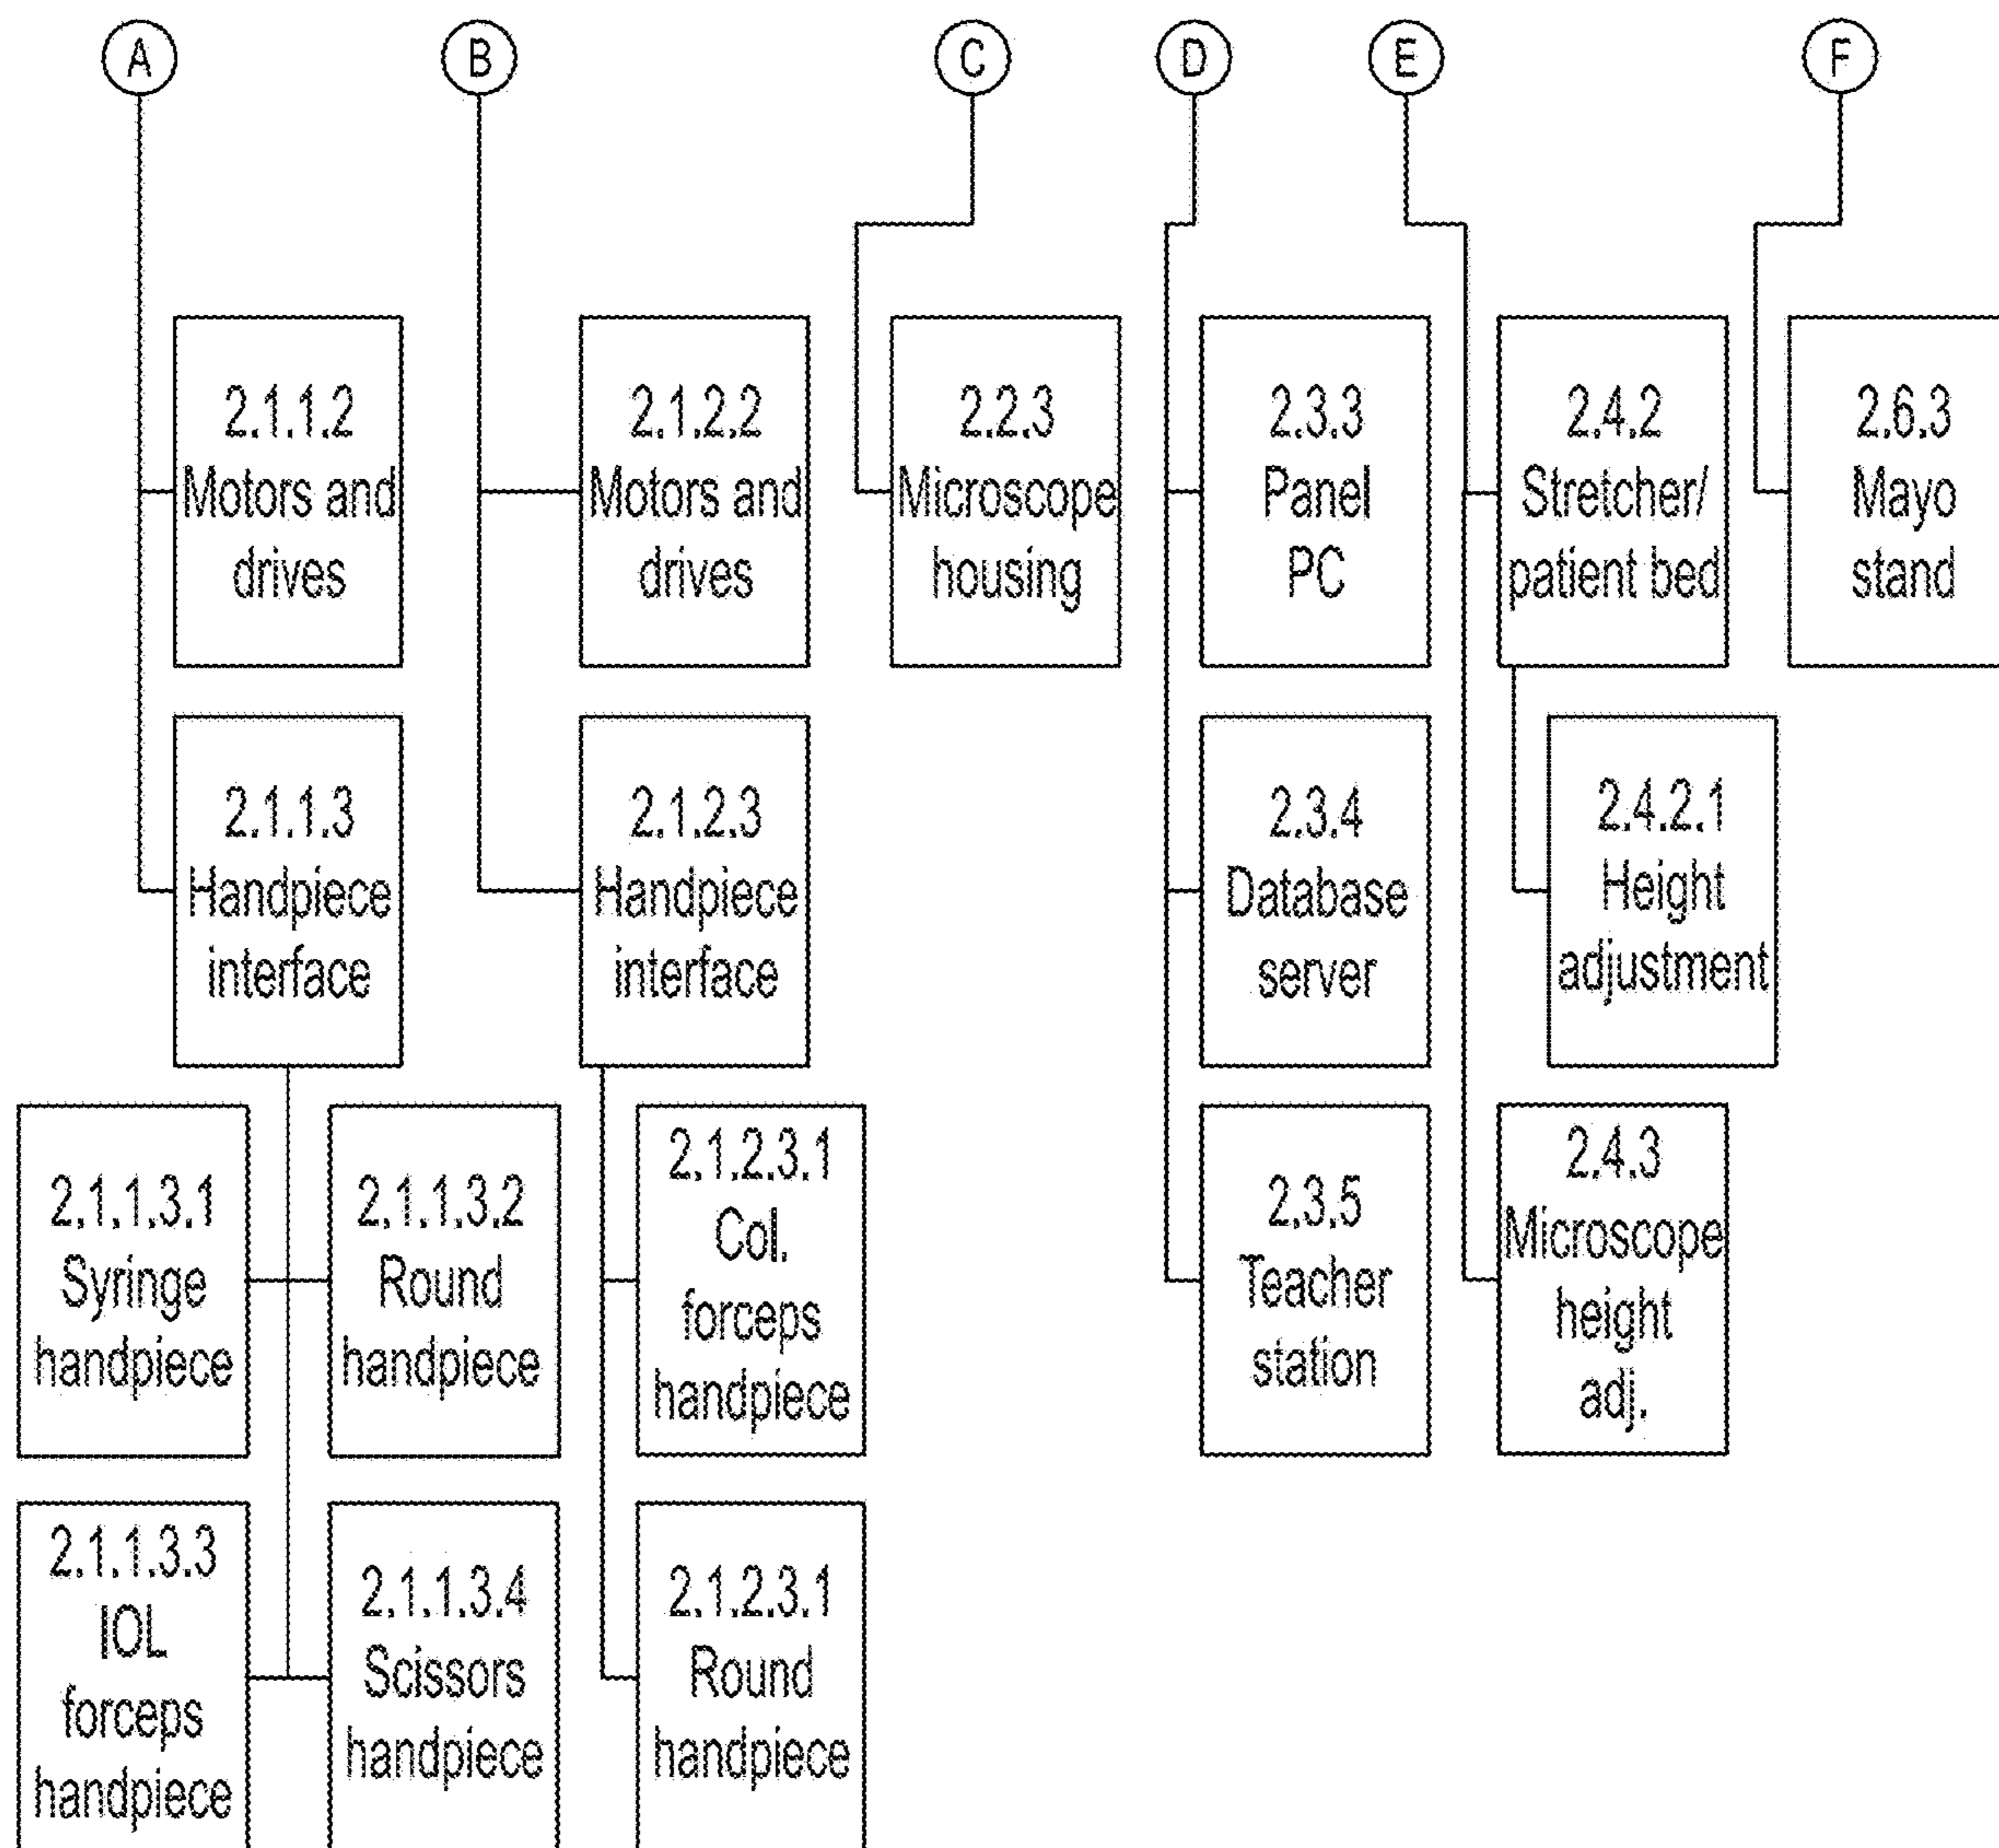 A
B
C
D
E
F
2.1.1.2
Motors and
drives
2.1.2.2
Motors and
drives
2.2.3
Microscope
housing
2.3.3
Panel
PC
2.4.2
Stretcher/
patient bed
2.6.3
Mayo
stand
2.1.1.3
Handpiece
interface
2.1.2.3
Handpiece
interface
2.3.4
Database
server
2.4.2.1
Height
adjustment
2.1.1.3.1
Syringe
handpiece
2.1.1.3.2
Round
handpiece
2.1.2.3.1
Col.
forceps
handpiece
2.3.5
Teacher
station
2.4.3
Microscope
height
adj.
2.1.1.3.3
IOL
forceps
handpiece
2.1.1.3.4
Scissors
handpiece
2.1.2.3.1
Round
handpiece